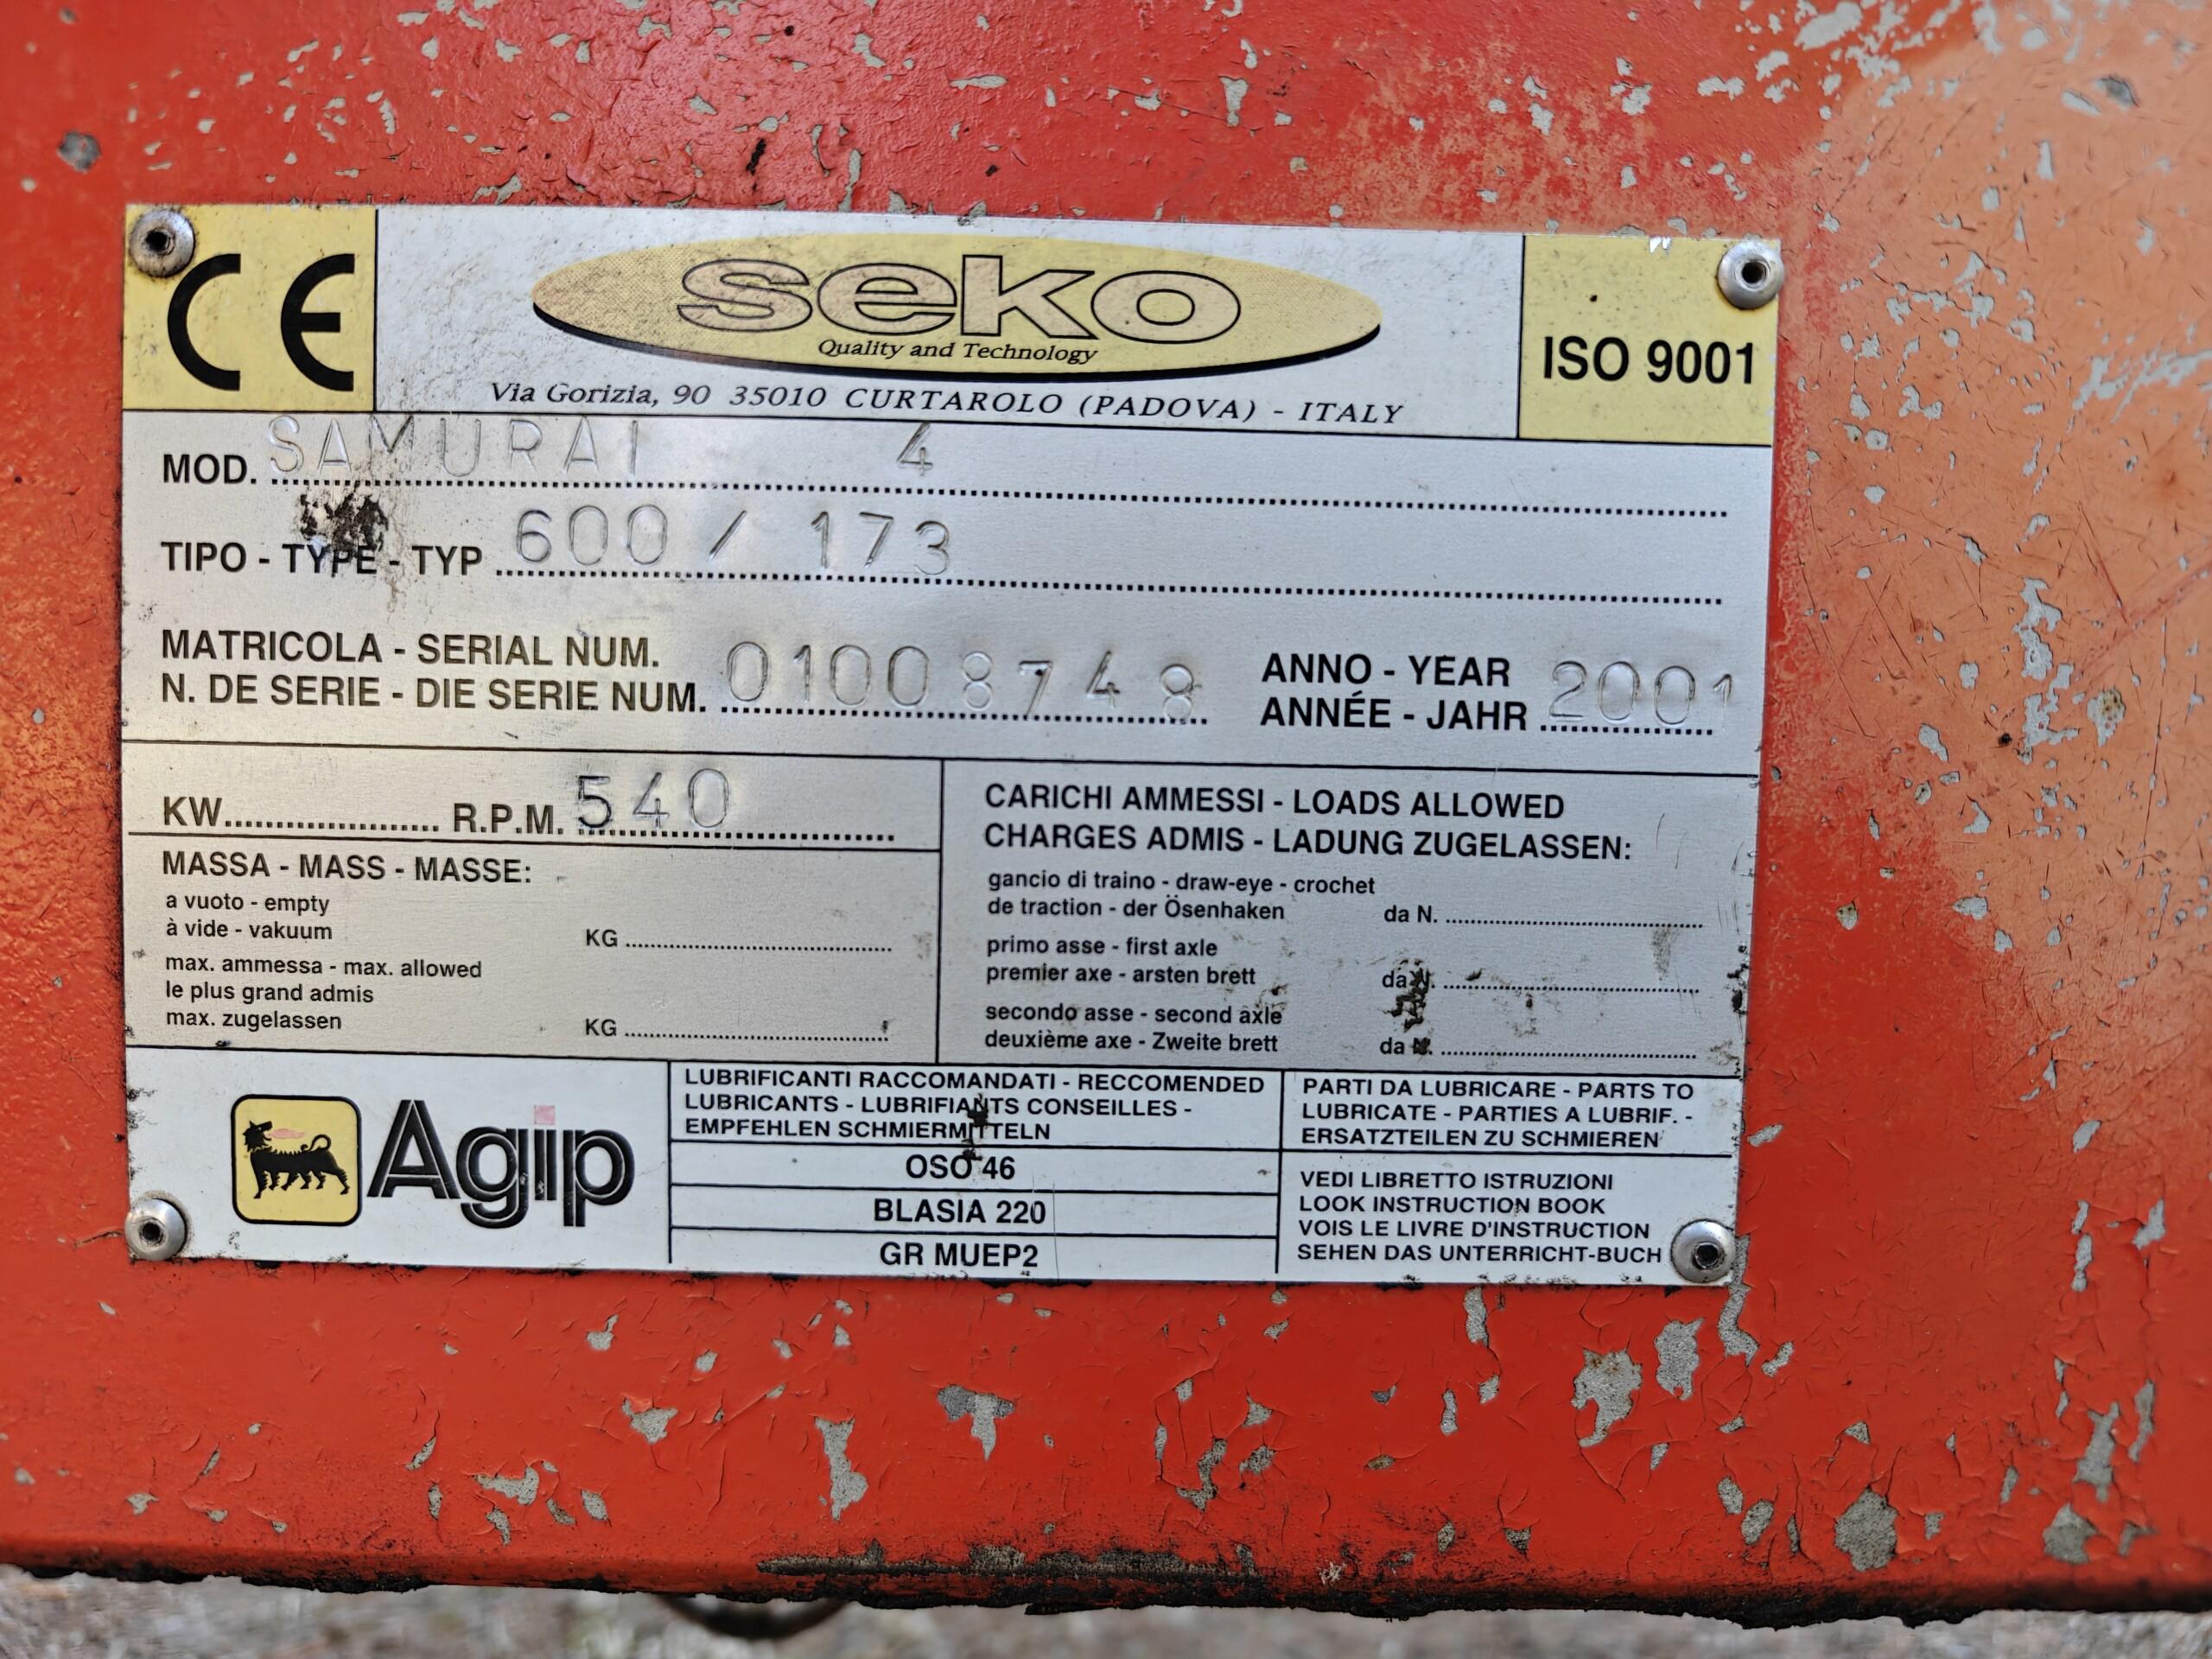 CE
seko
Quality and Technology
Via Gorizia, 90 35010 CURTAROLO (PADOVA) - ITALY
ISO 9001
MOD. SAMURAI 4
TIPO - TYPE - TYP 600 / 173
MATRICOLA - SERIAL NUM.
N. DE SERIE - DIE SERIE NUM. 01008748
ANNO - YEAR
ANNÉE - JAHR 2001
KW..................... R.P.M. 540
MASSA - MASS - MASSE:
a vuoto - empty
à vide - vakuum KG
max. ammessa - max. allowed
le plus grand admis
max. zugelassen KG
CARICHI AMMESSI - LOADS ALLOWED
CHARGES ADMIS - LADUNG ZUGELASSEN:
gancio di traino - draw-eye - crochet
de traction - der Ösenhaken da N.
primo asse - first axle
premier axe - arsten brett da N.
secondo asse - second axle
deuxième axe - Zweite brett da N.
Agip
LUBRIFICANTI RACCOMANDATI - RECCOMENDED
LUBRICANTS - LUBRIFIANTS CONSEILLES -
EMPFEHLEN SCHMIERMITTELN
OSO 46
BLASIA 220
GR MUEP2
PARTI DA LUBRICARE - PARTS TO
LUBRICATE - PARTIES A LUBRIF. -
ERSATZTEILEN ZU SCHMIEREN
VEDI LIBRETTO ISTRUZIONI
LOOK INSTRUCTION BOOK
VOIS LE LIVRE D'INSTRUCTION
SEHEN DAS UNTERRICHT-BUCH